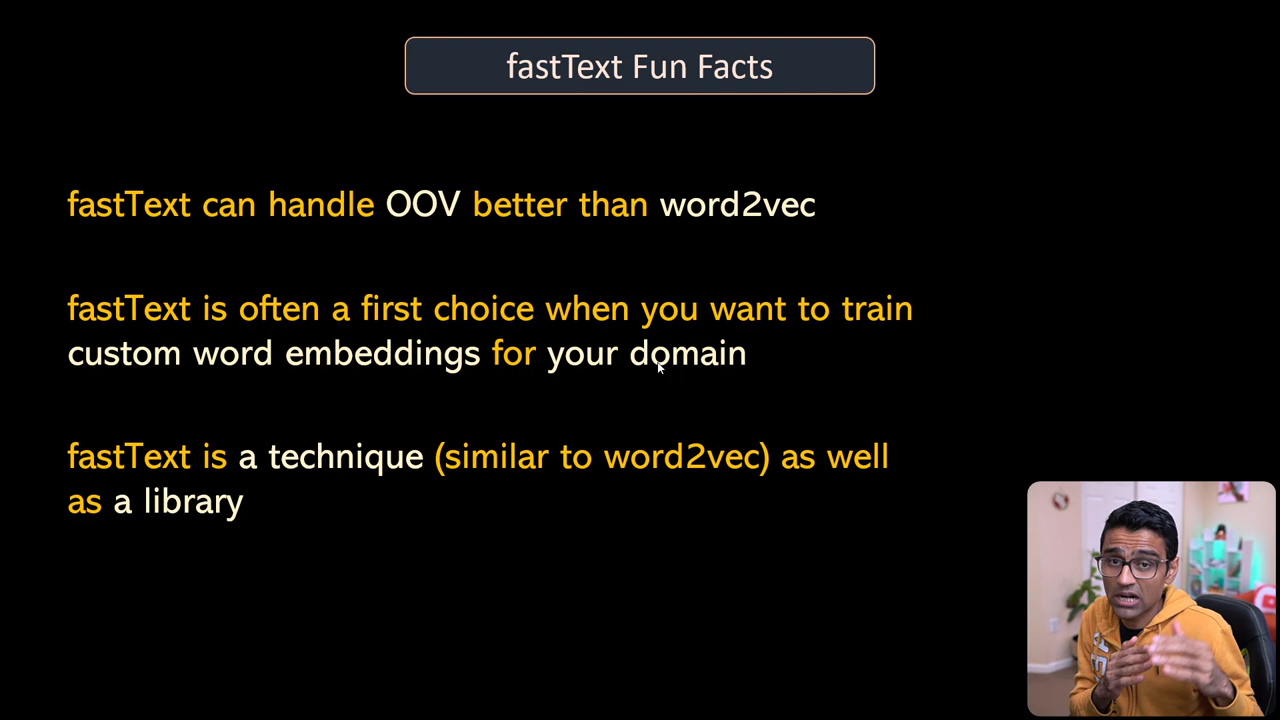 fastText Fun Facts
fastText can handle OOV better than word2vec
fastText is often a first choice when you want to train
custom word embeddings for your domain
fastText is a technique (similar to word2vec) as well
as a library